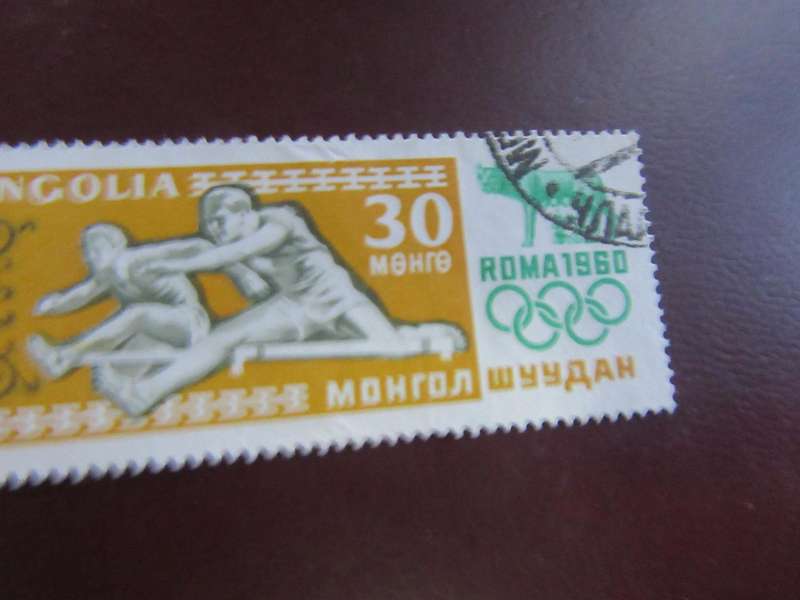 NGOLIA
30
МӨНГӨ
ROMA 1960
МОНГОЛ ШУУДАН